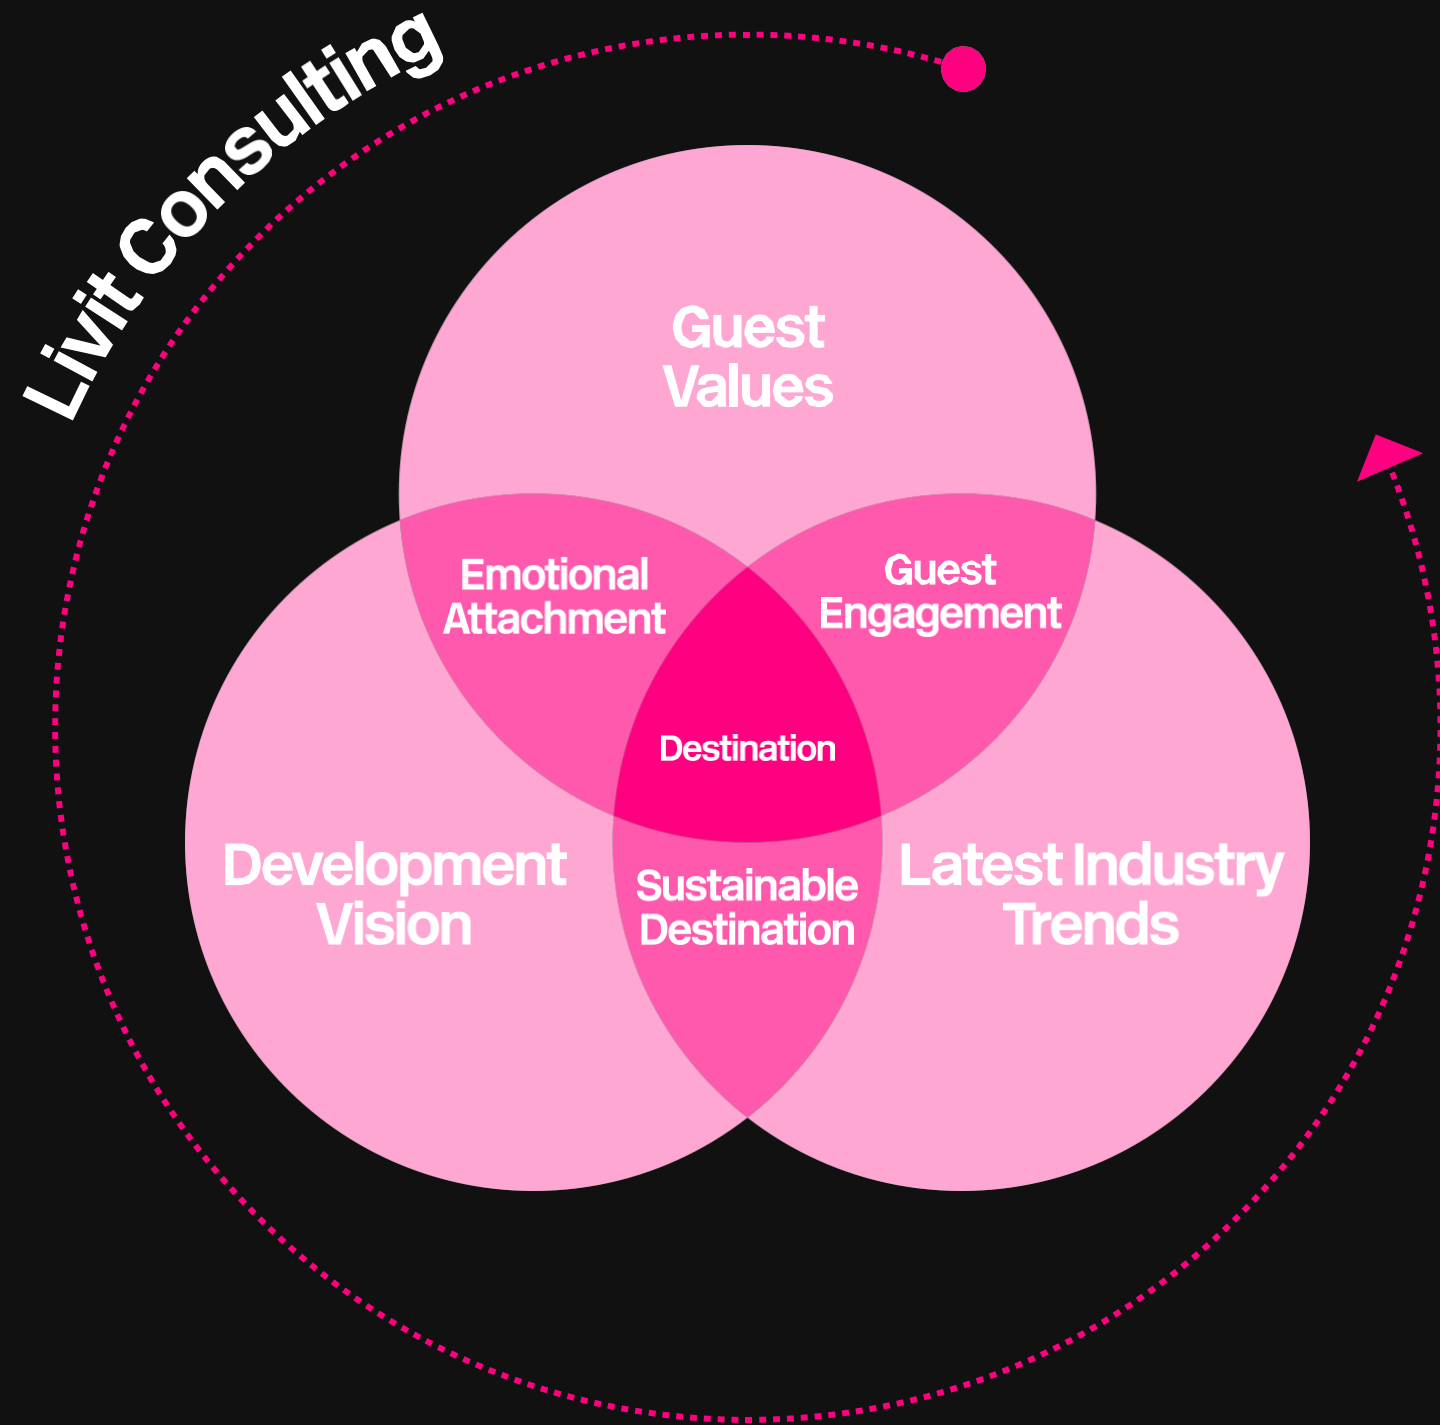 Livit Consulting
Guest
Values
Emotional
Attachment
Guest
Engagement
Destination
Development
Vision
Sustainable
Destination
Latest Industry
Trends